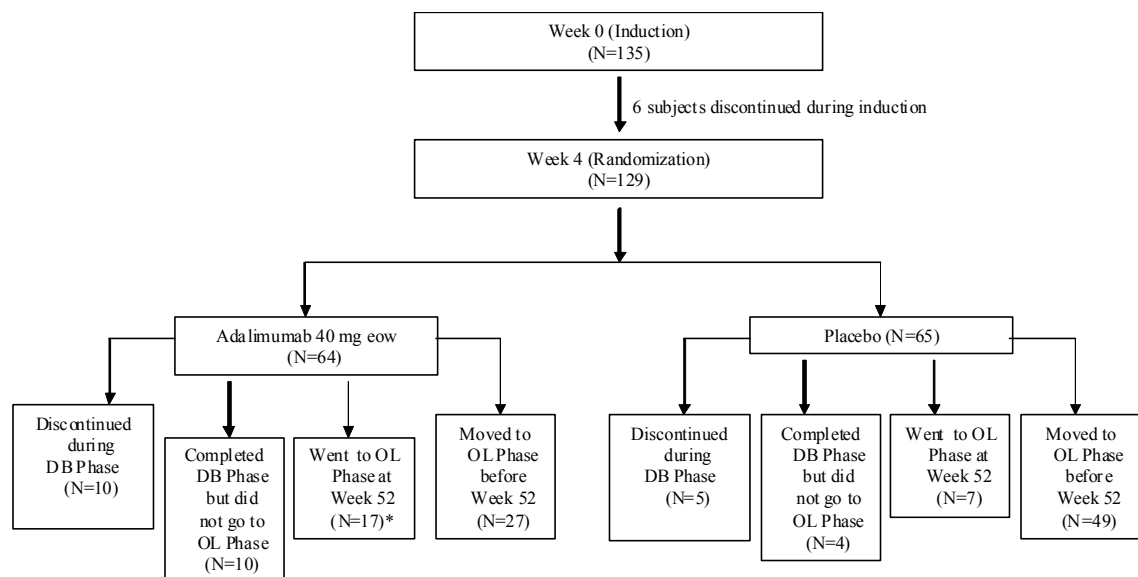 Week 0 (Induction)
(N=135)
6 subjects discontinued during induction
Week 4 (Randomization)
(N=129)
Adalimumab 40 mg eow
(N=64)
Placebo (N=65)
Discontinued
during
DB Phase
(N=10)
Completed
DB Phase
but did
not go to
OL Phase
(N=10)
Went to OL
Phase at
Week 52
(N=17)*
Moved to
OL Phase
before
Week 52
(N=27)
Discontinued
during
DB Phase
(N=5)
Completed
DB Phase
but did
not go to
OL Phase
(N=4)
Went to OL
Phase at
Week 52
(N=7)
Moved to
OL Phase
before
Week 52
(N=49)